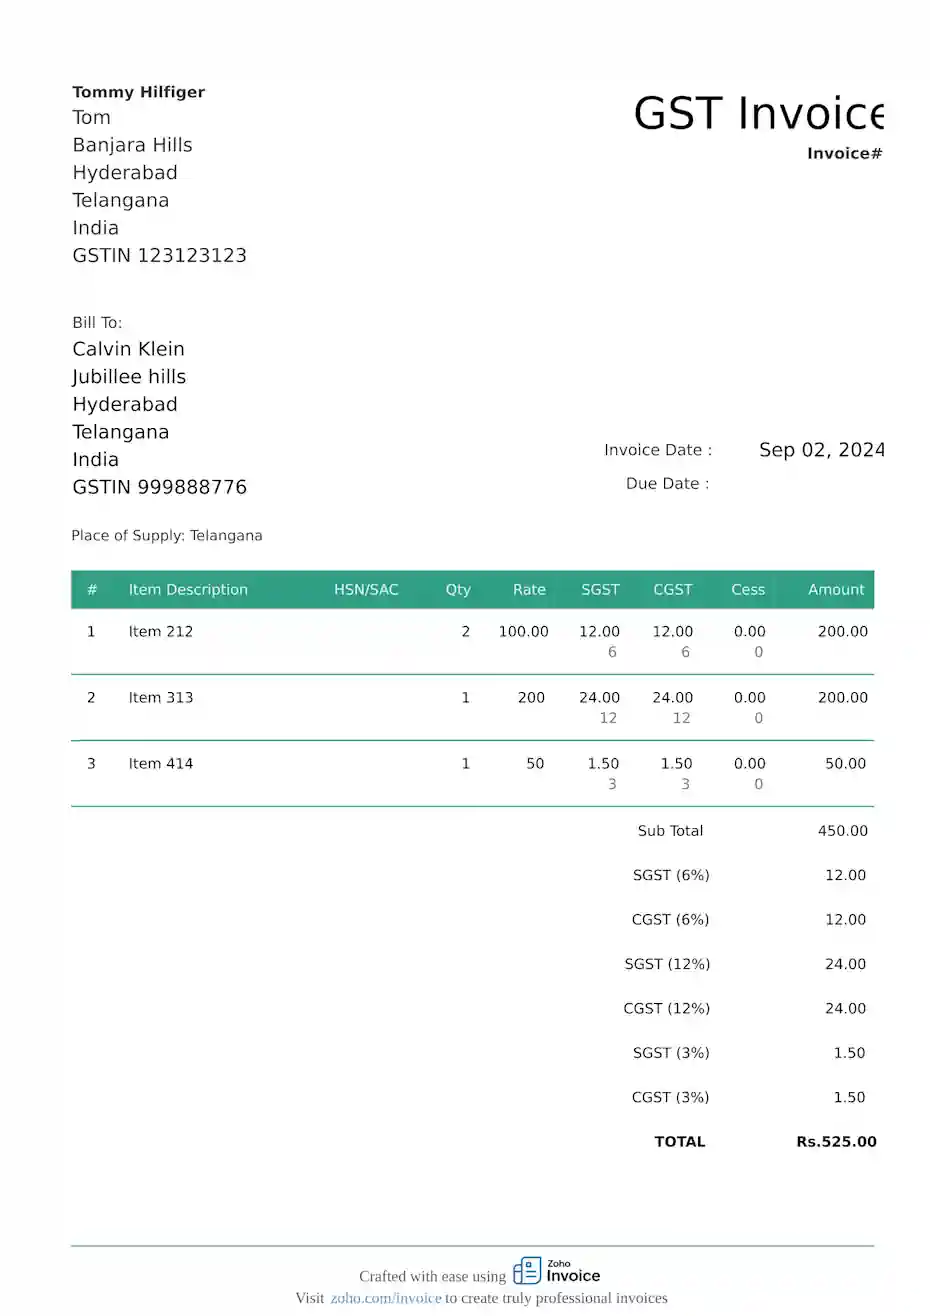 Tommy Hilfiger
Tom
Banjara Hills
Hyderabad
Telangana
India
GSTIN 123123123
GST Invoice
Invoice#
Bill To:
Calvin Klein
Jubillee hills
Hyderabad
Telangana
India
GSTIN 999888776
Invoice Date : Sep 02, 2024
Due Date :
Place of Supply: Telangana
# Item Description HSN/SAC Qty Rate SGST CGST Cess Amount
1 Item 212 2 100.00 12.00 12.00 0.00 200.00
6 6 0
2 Item 313 1 200 24.00 24.00 0.00 200.00
12 12 0
3 Item 414 1 50 1.50 1.50 0.00 50.00
3 3 0
Sub Total 450.00
SGST (6%) 12.00
CGST (6%) 12.00
SGST (12%) 24.00
CGST (12%) 24.00
SGST (3%) 1.50
CGST (3%) 1.50
TOTAL Rs.525.00
Crafted with ease using Zoho Invoice
Visit zoho.com/invoice to create truly professional invoices